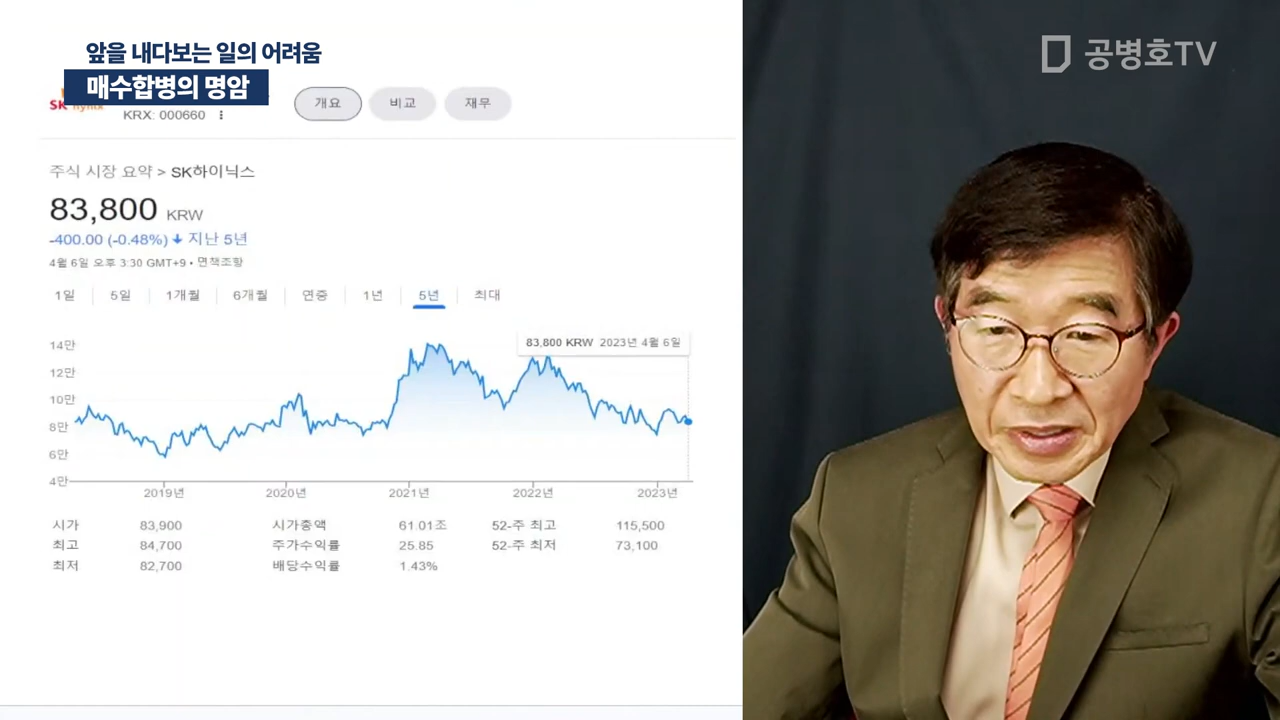 앞을 내다보는 일의 어려움
매수합병의 명암
공병호TV
SK hynix
KRX: 000660
개요 비교 재무
주식 시장 요약 > SK하이닉스
83,800 KRW
-400.00 (-0.48%) 지난 5년
4월 6일 오후 3:30 GMT+9 • 면책조항
1일 5일 1개월 6개월 연중 1년 5년 최대
83,800 KRW 2023년 4월 6일
14만
12만
10만
8만
6만
4만
2019년 2020년 2021년 2022년 2023년
시가 83,900 시가총액 61.01조 52-주 최고 115,500
최고 84,700 주가수익률 25.85 52-주 최저 73,100
최저 82,700 배당수익률 1.43%